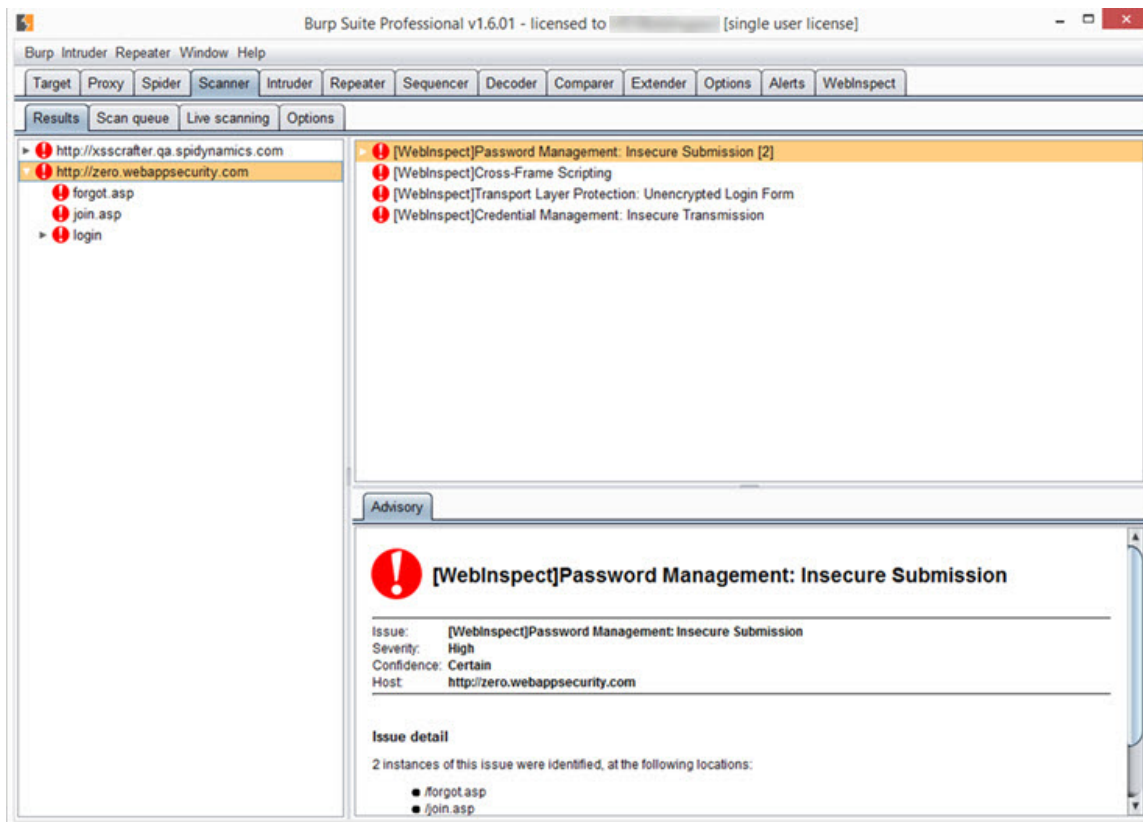 Burp Suite Professional v1.6.01 - licensed to [single user license]
Burp Intruder Repeater Window Help
Target Proxy Spider Scanner Intruder Repeater Sequencer Decoder Comparer Extender Options Alerts WebInspect
Results Scan queue Live scanning Options
http://xsscrafter.qa.spidynamics.com
http://zero.webappsecurity.com
forgot.asp
join.asp
login
[WebInspect]Password Management: Insecure Submission [2]
[WebInspect]Cross-Frame Scripting
[WebInspect]Transport Layer Protection: Unencrypted Login Form
[WebInspect]Credential Management: Insecure Transmission
Advisory
[WebInspect]Password Management: Insecure Submission
Issue: [WebInspect]Password Management: Insecure Submission
Severity: High
Confidence: Certain
Host: http://zero.webappsecurity.com
Issue detail
2 instances of this issue were identified, at the following locations:
/forgot.asp
/join.asp